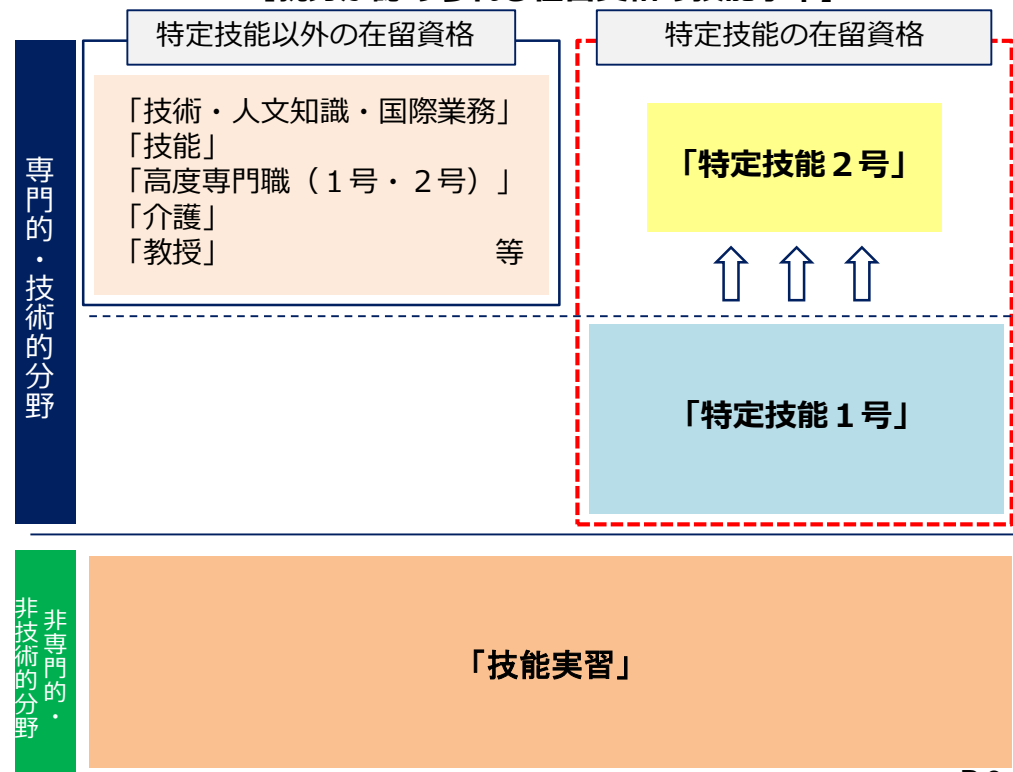 特定技能以外の在留資格
特定技能の在留資格
専門的・技術的分野
「技術・人文知識・国際業務」
「技能」
「高度専門職（１号・２号）」
「介護」
「教授」 等
「特定技能２号」
「特定技能１号」
非専門的・
非技術的分野
「技能実習」